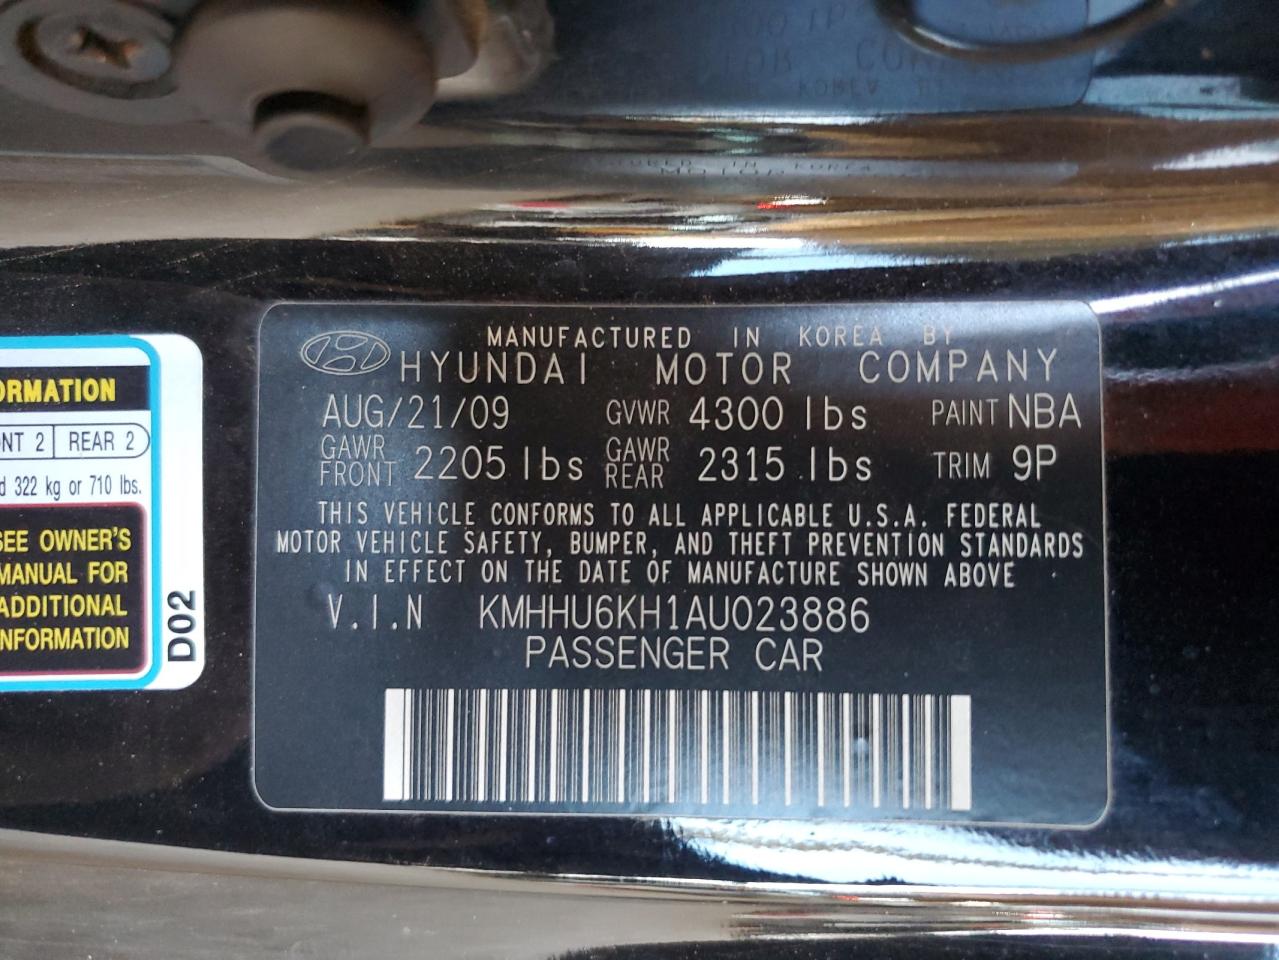 MANUFACTURED IN KOREA BY
HYUNDAI MOTOR COMPANY
AUG/21/09 GVWR 4300 lbs PAINT NBA
GAWR FRONT 2205 lbs GAWR REAR 2315 lbs TRIM 9P
THIS VEHICLE CONFORMS TO ALL APPLICABLE U.S.A. FEDERAL
MOTOR VEHICLE SAFETY, BUMPER, AND THEFT PREVENTION STANDARDS
IN EFFECT ON THE DATE OF MANUFACTURE SHOWN ABOVE
V.I.N KMHHU6KH1AU023886
PASSENGER CAR
ORMATION
NT 2 REAR 2
d 322 kg or 710 lbs.
SEE OWNER'S
MANUAL FOR
ADDITIONAL
INFORMATION
D02